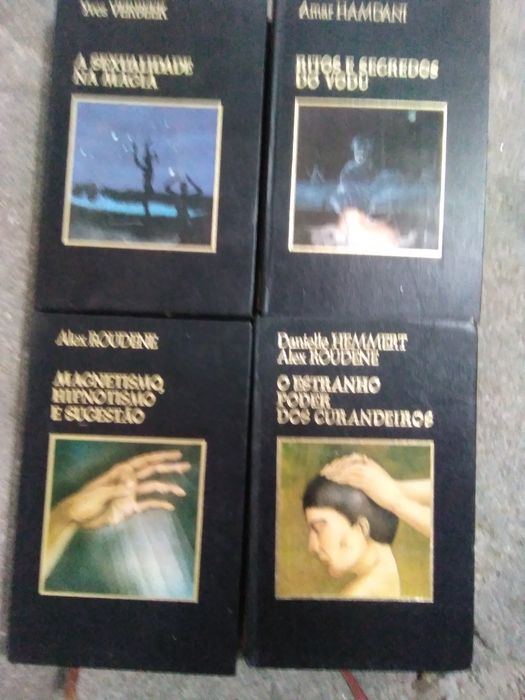 Yves VERBEEK
A SEXUALIDADE
NA MAGIA
Amar HAMDANI
RITOS E SEGREDOS
DO VODU
Alex ROUDENE
MAGNETISMO,
HIPNOTISMO
E SUGESTÃO
Danielle HEMMERT
Alex ROUDENE
O ESTRANHO
PODER
DOS CURANDEIROS